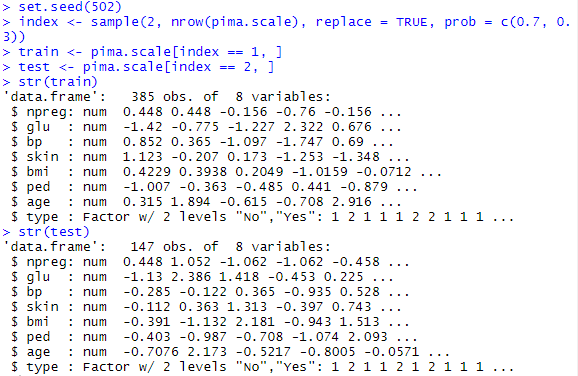 > set.seed(502)
> index <- sample(2, nrow(pima.scale), replace = TRUE, prob = c(0.7, 0.
3))
> train <- pima.scale[index == 1, ]
> test <- pima.scale[index == 2, ]
> str(train)
'data.frame':   385 obs. of  8 variables:
 $ npreg: num  0.448 0.448 -0.156 -0.76 -0.156 ...
 $ glu  : num  -1.42 -0.775 -1.227 2.322 0.676 ...
 $ bp   : num  0.852 0.365 -1.097 -1.747 0.69 ...
 $ skin : num  1.123 -0.207 0.173 -1.253 -1.348 ...
 $ bmi  : num  0.4229 0.3938 0.2049 -1.0159 -0.0712 ...
 $ ped  : num  -1.007 -0.363 -0.485 0.441 -0.879 ...
 $ age  : num  0.315 1.894 -0.615 -0.708 2.916 ...
 $ type : Factor w/ 2 levels "No","Yes": 1 2 1 1 1 2 2 1 1 1 ...
> str(test)
'data.frame':   147 obs. of  8 variables:
 $ npreg: num  0.448 1.052 -1.062 -1.062 -0.458 ...
 $ glu  : num  -1.13 2.386 1.418 -0.453 0.225 ...
 $ bp   : num  -0.285 -0.122 0.365 -0.935 0.528 ...
 $ skin : num  -0.112 0.363 1.313 -0.397 0.743 ...
 $ bmi  : num  -0.391 -1.132 2.181 -0.943 1.513 ...
 $ ped  : num  -0.403 -0.987 -0.708 -1.074 2.093 ...
 $ age  : num  -0.7076 2.173 -0.5217 -0.8005 -0.0571 ...
 $ type : Factor w/ 2 levels "No","Yes": 1 2 1 1 2 1 2 1 1 1 ...